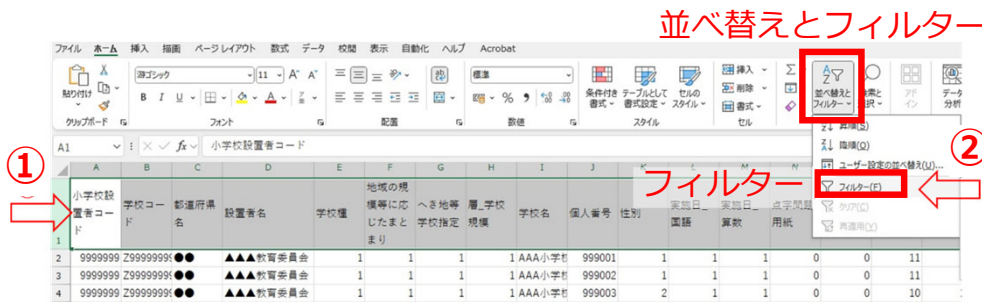 並べ替えとフィルター
ファイル ホーム 挿入 描画 ページ レイアウト 数式 データ 校閲 表示 自動化 ヘルプ Acrobat
貼り付け 游ゴシック 11 A^ A˅ ab 標準 条件付き 書式 テーブルとして 書式設定 セルの スタイル 挿入 削除 書式 Σ 並べ替えと フィルター 検索と 選択 アド イン データ 分析
B I U A % 9
クリップボード フォント 配置 数値 スタイル セル
A1 fx 小学校設置者コード
昇順(S)
降順(O)
ユーザー設定の並べ替え(U)...
フィルター(E)
クリア(C)
再適用(Y)
①
②
フィルター
A B C D E F G H I J K L M N
1 小学校設置者コード 学校コード 都道府県名 設置者名 学校種 地域の規模等に応じたまとまり へき地等学校指定 層_学校規模 学校名 個人番号 性別 実施日_国語 実施日_算数 点字問題用紙
2 9999999 Z9999999 ●● ▲▲▲教育委員会 1 1 1 1 AAA小学校 999001 1 1 1 0 0 11
3 9999999 Z9999999 ●● ▲▲▲教育委員会 1 1 1 1 AAA小学校 999002 1 1 1 0 0 11
4 9999999 Z9999999 ●● ▲▲▲教育委員会 1 1 1 1 AAA小学校 999003 2 1 1 0 0 10